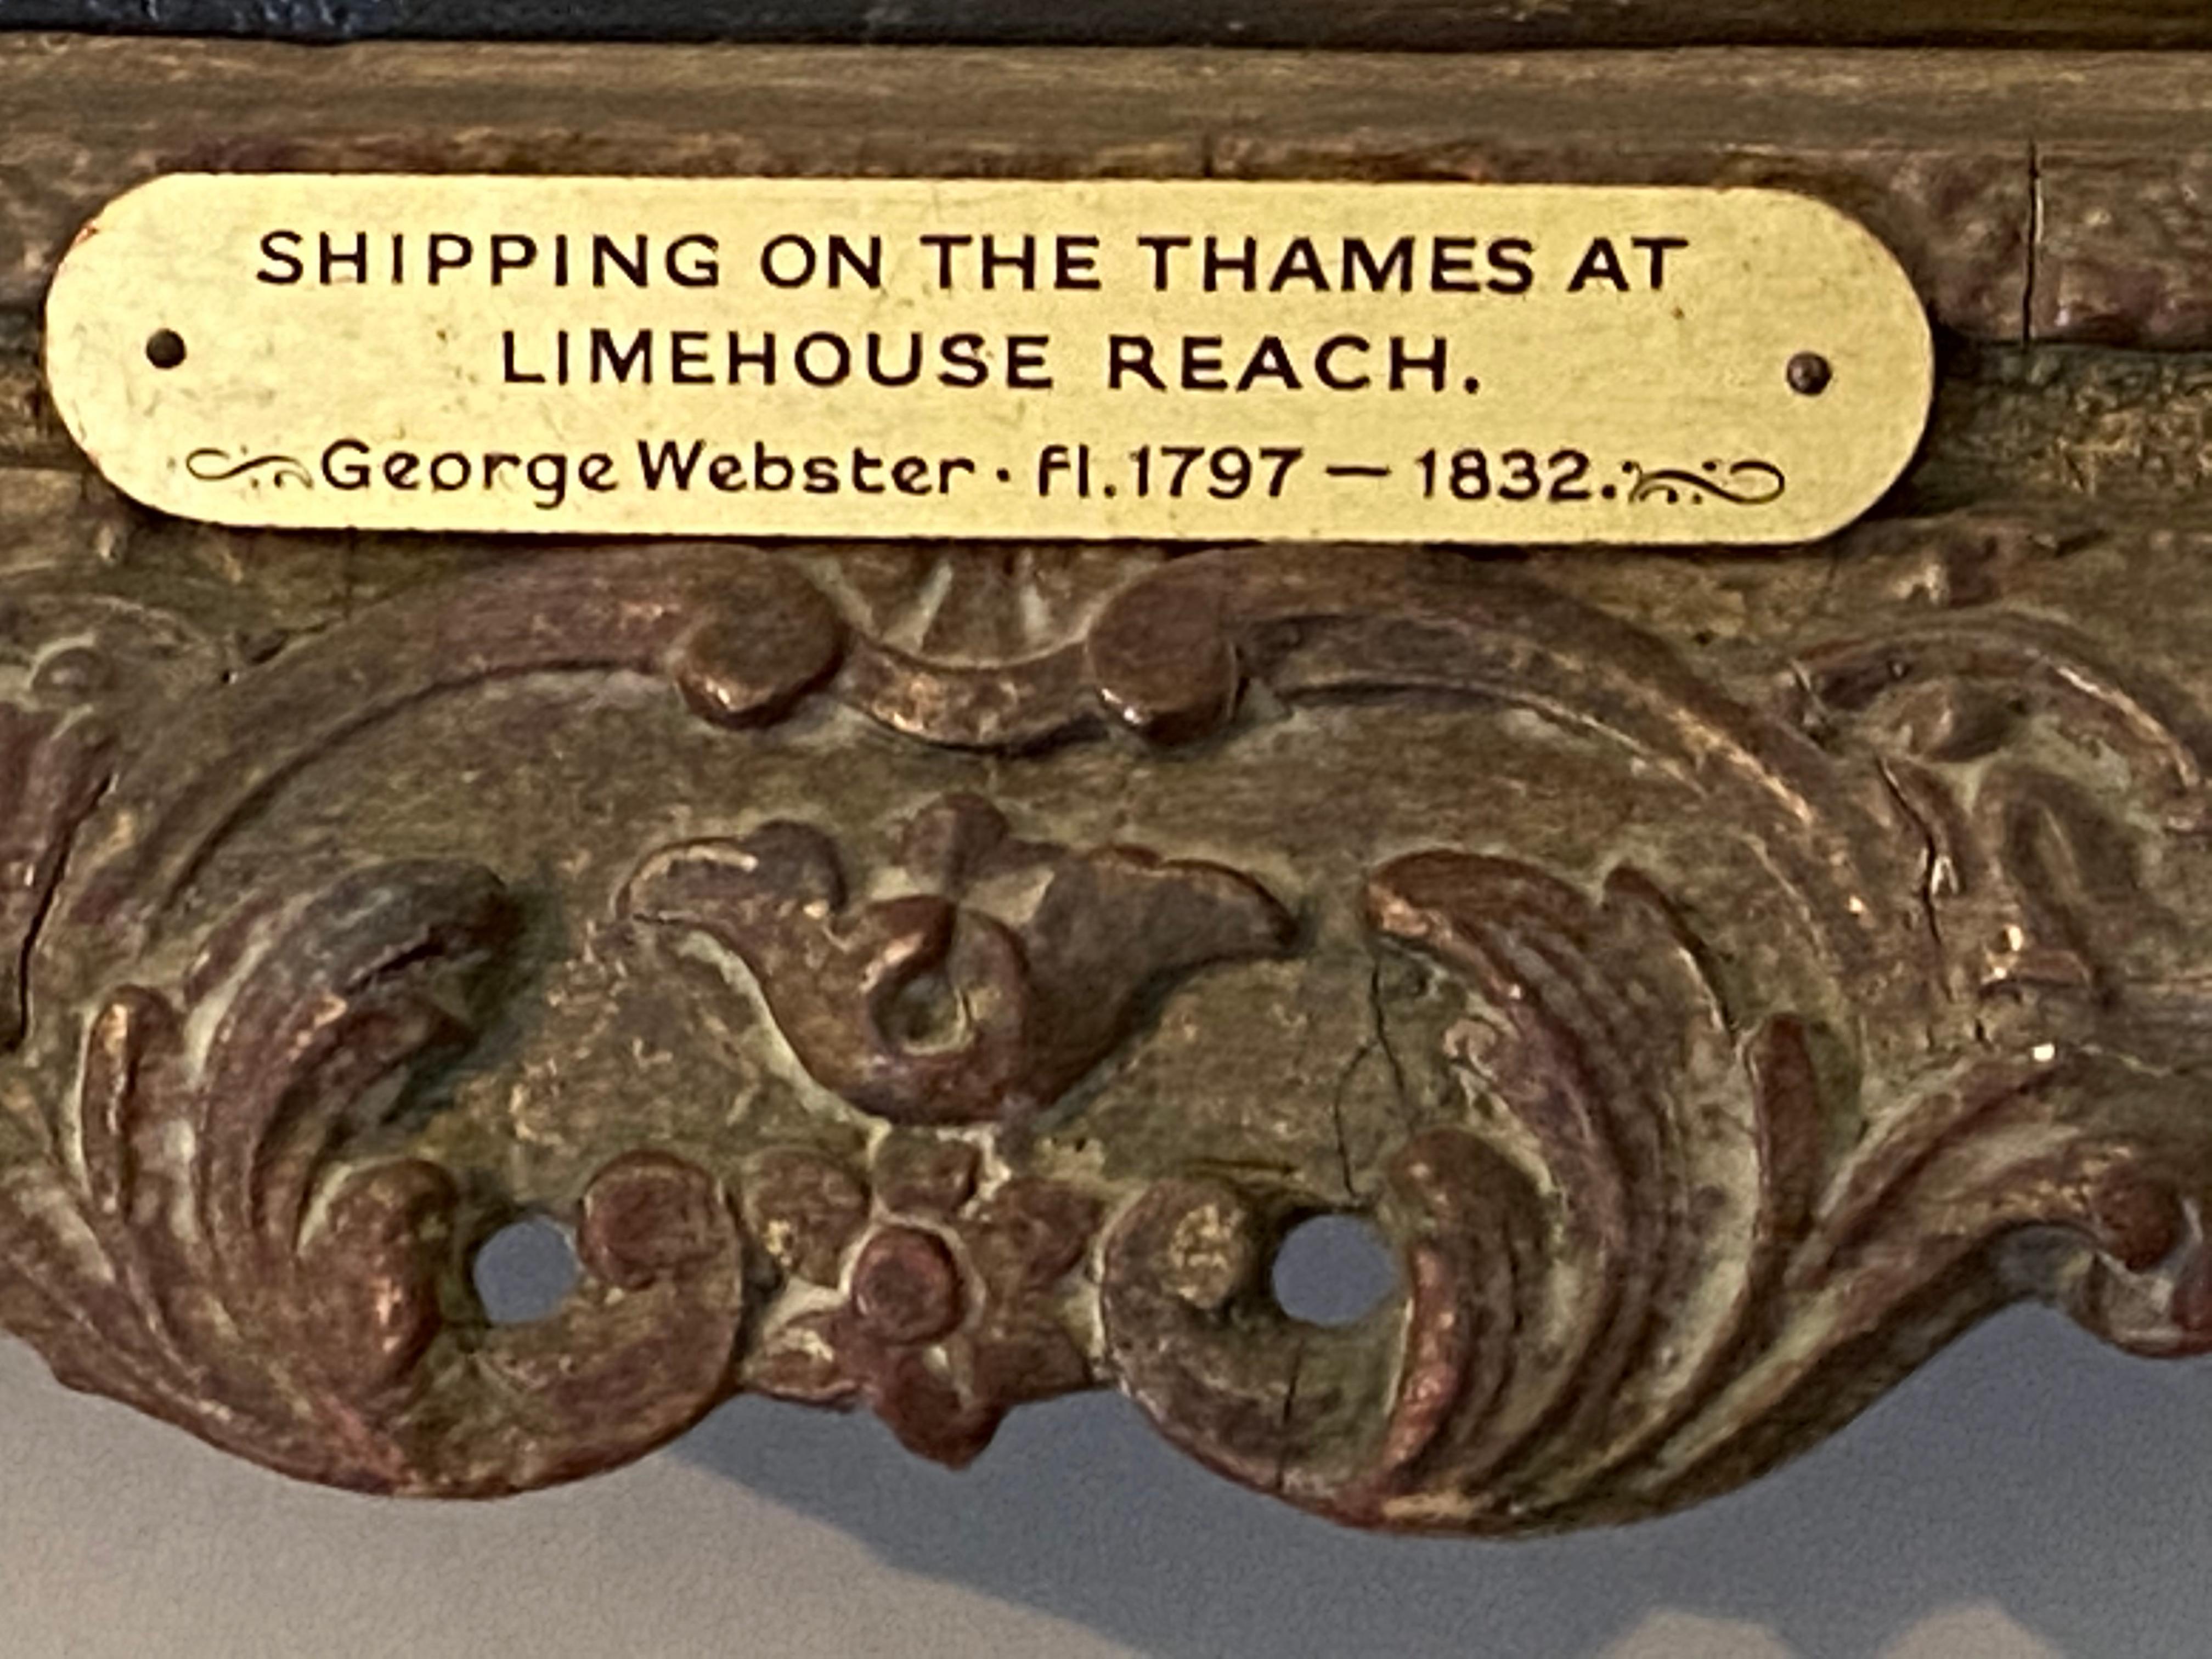 SHIPPING ON THE THAMES AT
LIMEHOUSE REACH.
George Webster · fl. 1797 — 1832.